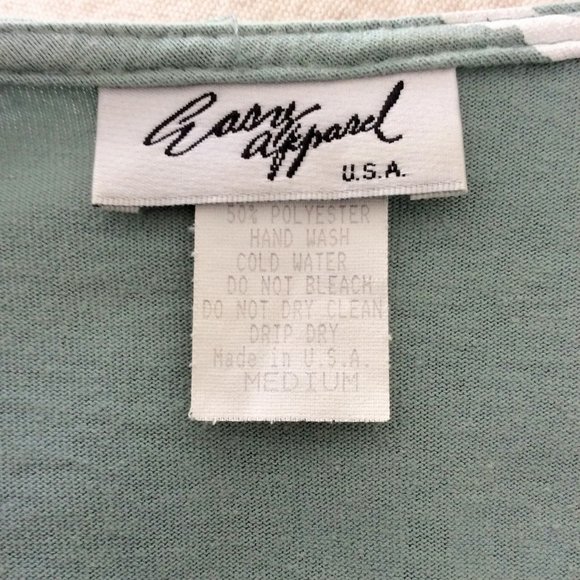 Easy
apparel
U.S.A.
50% POLYESTER
HAND WASH
COLD WATER
DO NOT BLEACH
DO NOT DRY CLEAN
DRIP DRY
Made in U.S.A.
MEDIUM